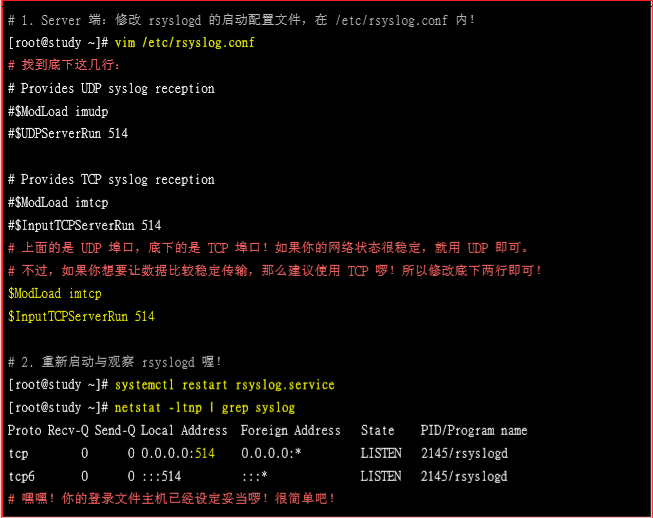 # 1. Server 端：修改 rsyslogd 的启动配置文件，在 /etc/rsyslog.conf 内！
[root@study ~]# vim /etc/rsyslog.conf
# 找到底下这几行：
# Provides UDP syslog reception
#$ModLoad imudp
#$UDPServerRun 514
# Provides TCP syslog reception
#$ModLoad imtcp
#$InputTCPServerRun 514
# 上面的是 UDP 埠口，底下的是 TCP 埠口！如果你的网络状态很稳定，就用 UDP 即可。
# 不过，如果你想要让数据比较稳定传输，那么建议使用 TCP 啰！所以修改底下两行即可！
$ModLoad imtcp
$InputTCPServerRun 514
# 2. 重新启动与观察 rsyslogd 喔！
[root@study ~]# systemctl restart rsyslog.service
[root@study ~]# netstat -ltnp | grep syslog
Proto Recv-Q Send-Q Local Address Foreign Address State PID/Program name
tcp 0 0 0.0.0.0:514 0.0.0.0:* LISTEN 2145/rsyslogd
tcp6 0 0 :::514 :::* LISTEN 2145/rsyslogd
# 嘿嘿！你的登录文件主机已经设定妥当啰！很简单吧！